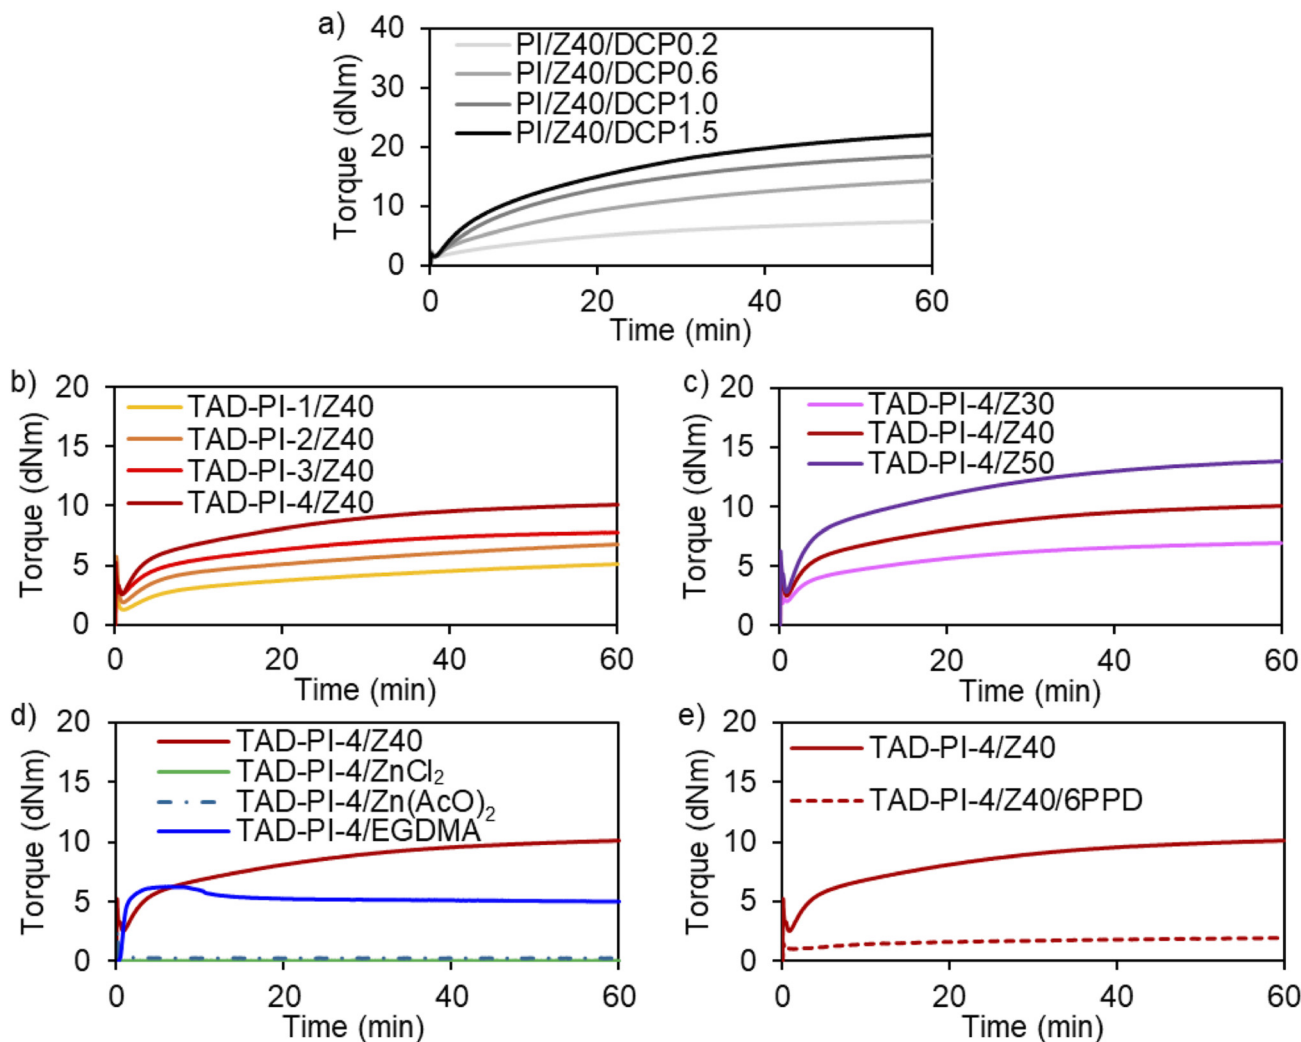 a)
40
30
20
10
0
Torque (dNm)
PI/Z40/DCP0.2
PI/Z40/DCP0.6
PI/Z40/DCP1.0
PI/Z40/DCP1.5
0 20 40 60
Time (min)
b)
20
15
10
5
0
Torque (dNm)
TAD-PI-1/Z40
TAD-PI-2/Z40
TAD-PI-3/Z40
TAD-PI-4/Z40
0 20 40 60
Time (min)
c)
20
15
10
5
0
Torque (dNm)
TAD-PI-4/Z30
TAD-PI-4/Z40
TAD-PI-4/Z50
0 20 40 60
Time (min)
d)
20
15
10
5
0
Torque (dNm)
TAD-PI-4/Z40
TAD-PI-4/ZnCl₂
TAD-PI-4/Zn(AcO)₂
TAD-PI-4/EGDMA
0 20 40 60
Time (min)
e)
20
15
10
5
0
Torque (dNm)
TAD-PI-4/Z40
TAD-PI-4/Z40/6PPD
0 20 40 60
Time (min)